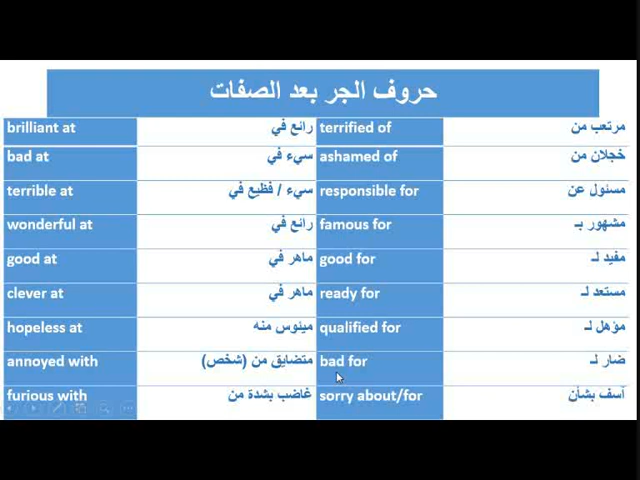 حروف الجر بعد الصفات
brilliant at رائع في terrified of مرتعب من
bad at سيء في ashamed of خجلان من
terrible at سيء / فظيع في responsible for مسئول عن
wonderful at رائع في famous for مشهور بـ
good at ماهر في good for مفيد لـ
clever at ماهر في ready for مستعد لـ
hopeless at ميئوس منه qualified for مؤهل لـ
annoyed with متضايق من (شخص) bad for ضار لـ
furious with غاضب بشدة من sorry about/for آسف بشأن